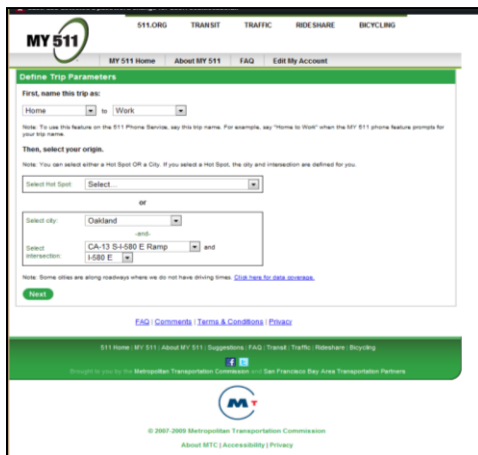 511.ORG TRANSIT TRAFFIC RIDESHARE BICYCLING
MY 511
MY 511 Home About MY 511 FAQ Edit My Account
Define Trip Parameters
First, name this trip as:
Home to Work
Note: To use this feature on the 511 Phone Service, say this trip name. For example, say "Home to Work" when the MY 511 phone feature prompts for
your trip name.
Then, select your origin.
Note: You can select either a Hot Spot OR a City. If you select a Hot Spot, the city and intersection are defined for you.
Select Hot Spot: Select...
or
Select city: Oakland
-and-
Select intersection: CA-13 S-I-580 E Ramp and
I-580 E
Note: Some cities are along roadways where we do not have driving times. Click here for data coverage.
Next
FAQ | Comments | Terms & Conditions | Privacy
511 Home | MY 511 | About MY 511 | Suggestions | FAQ | Transit | Traffic | Rideshare | Bicycling
Brought to you by the Metropolitan Transportation Commission and San Francisco Bay Area Transportation Partners
M T
© 2007-2009 Metropolitan Transportation Commission
About MTC | Accessibility | Privacy